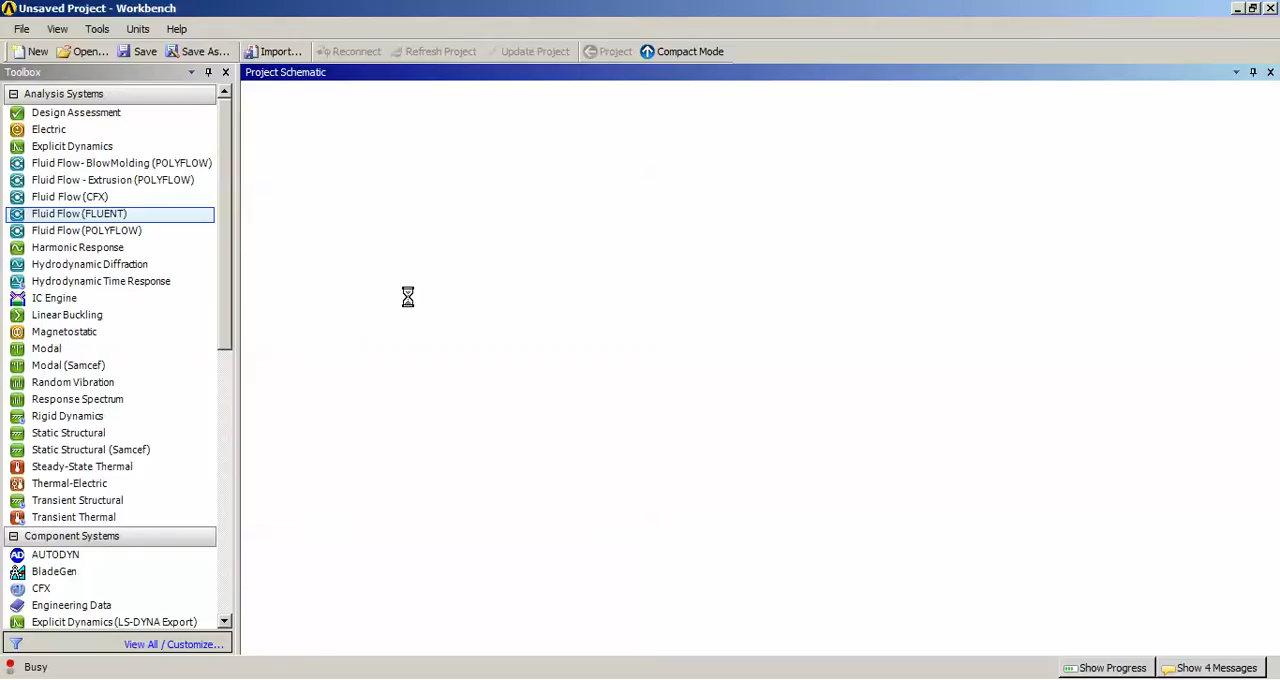 Unsaved Project - Workbench
File View Tools Units Help
New Open... Save Save As... Import... Reconnect Refresh Project Update Project Project Compact Mode
Toolbox
Project Schematic
Analysis Systems
Design Assessment
Electric
Explicit Dynamics
Fluid Flow- BlowMolding (POLYFLOW)
Fluid Flow - Extrusion (POLYFLOW)
Fluid Flow (CFX)
Fluid Flow (FLUENT)
Fluid Flow (POLYFLOW)
Harmonic Response
Hydrodynamic Diffraction
Hydrodynamic Time Response
IC Engine
Linear Buckling
Magnetostatic
Modal
Modal (Samcef)
Random Vibration
Response Spectrum
Rigid Dynamics
Static Structural
Static Structural (Samcef)
Steady-State Thermal
Thermal-Electric
Transient Structural
Transient Thermal
Component Systems
AUTODYN
BladeGen
CFX
Engineering Data
Explicit Dynamics (LS-DYNA Export)
View All / Customize...
Busy
Show Progress Show 4 Messages